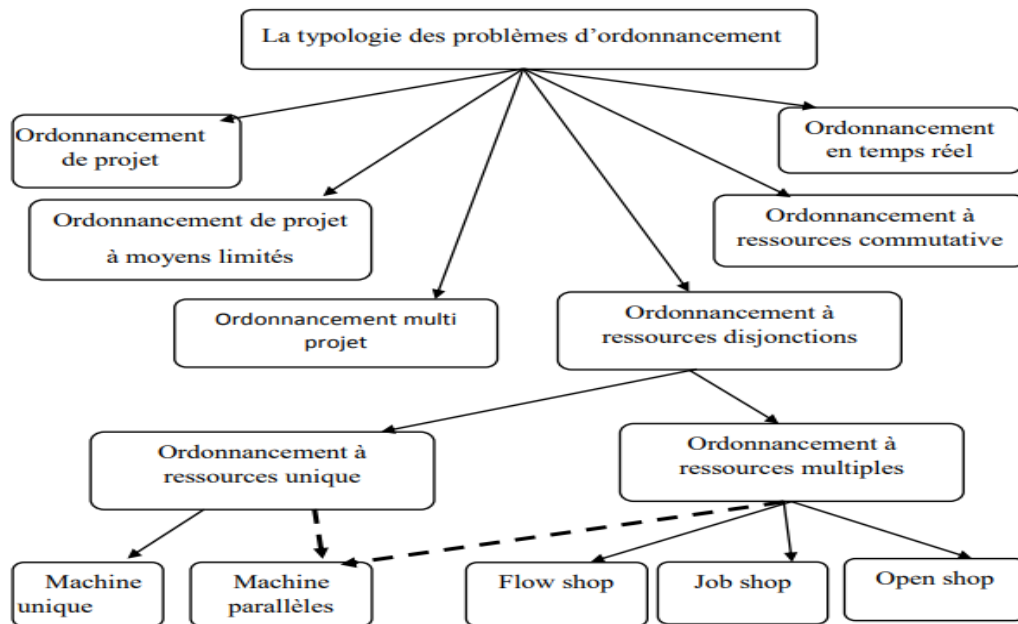 La typologie des problèmes d'ordonnancement
Ordonnancement
de projet
Ordonnancement
en temps réel
Ordonnancement de projet
à moyens limités
Ordonnancement à
ressources commutative
Ordonnancement multi
projet
Ordonnancement à
ressources disjonctions
Ordonnancement à
ressources unique
Ordonnancement à
ressources multiples
Machine
unique
Machine
parallèles
Flow shop
Job shop
Open shop